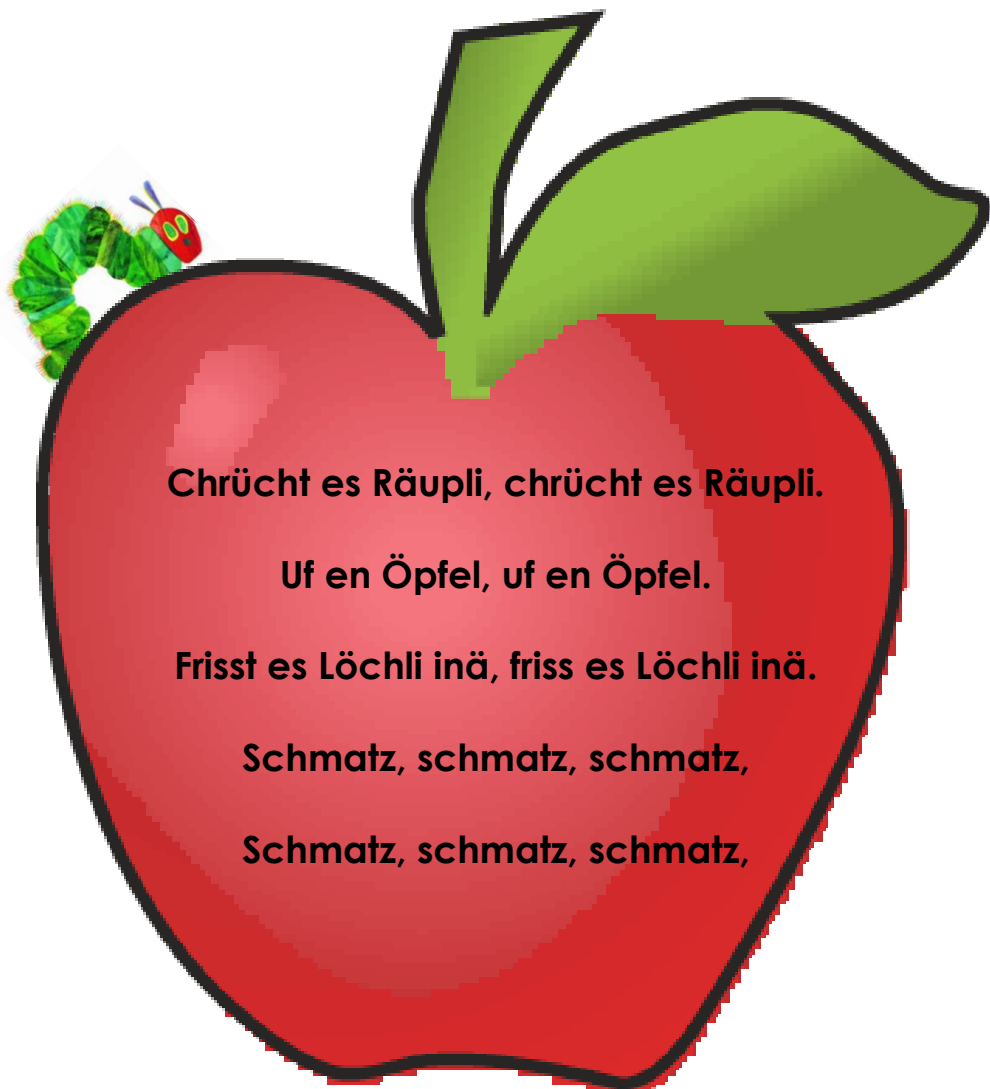 Chrücht es Räupli, chrücht es Räupli.
Uf en Öpfel, uf en Öpfel.
Frisst es Löchli inä, friss es Löchli inä.
Schmatz, schmatz, schmatz,
Schmatz, schmatz, schmatz,